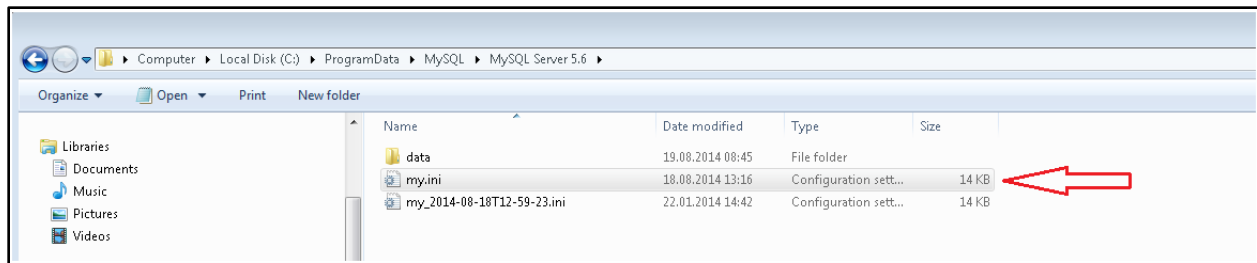 Computer Local Disk (C:) ProgramData MySQL MySQL Server 5.6
Organize Open Print New folder
Name Date modified Type Size
Libraries
Documents
Music
Pictures
Videos
data 19.08.2014 08:45 File folder
my.ini 18.08.2014 13:16 Configuration sett... 14 KB
my_2014-08-18T12-59-23.ini 22.01.2014 14:42 Configuration sett... 14 KB